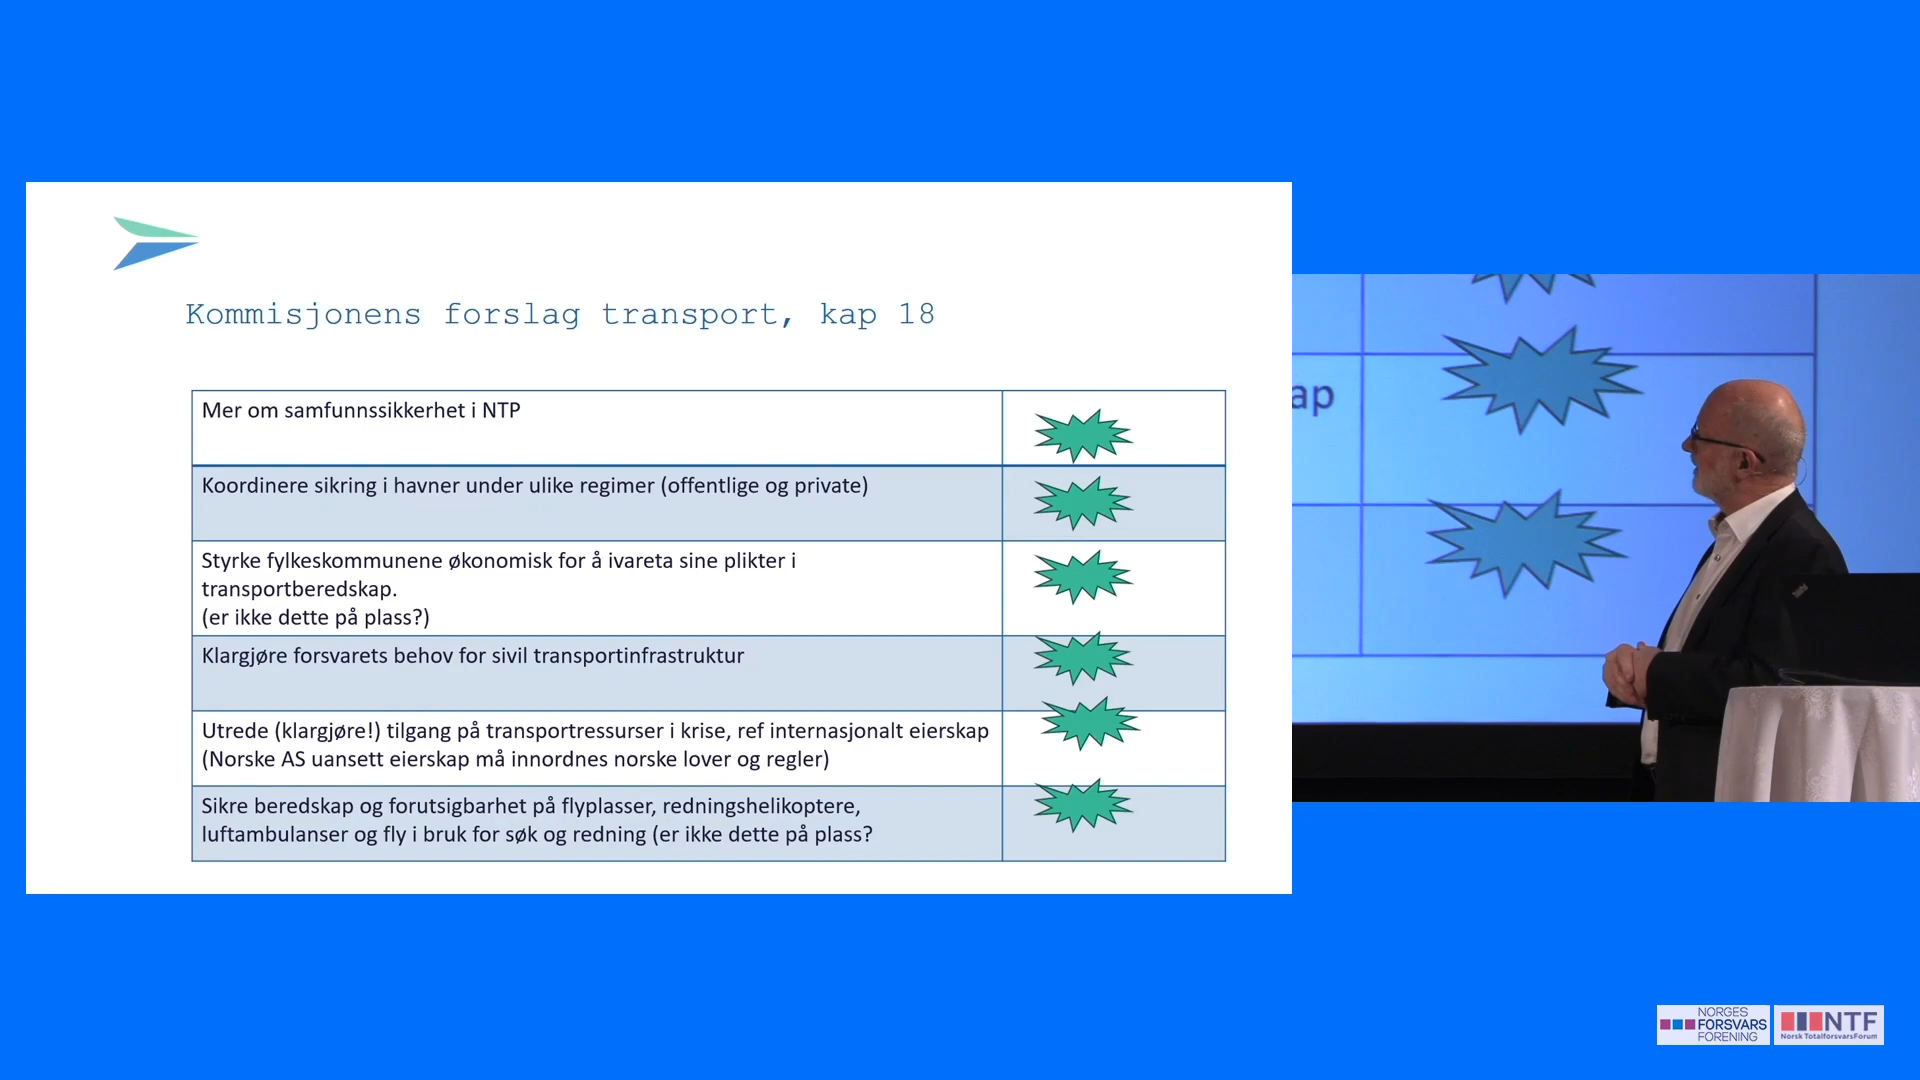 Kommisjonens forslag transport, kap 18
Mer om samfunnssikkerhet i NTP
Koordinere sikring i havner under ulike regimer (offentlige og private)
Styrke fylkeskommunene økonomisk for å ivareta sine plikter i
transportberedskap.
(er ikke dette på plass?)
Klargjøre forsvarets behov for sivil transportinfrastruktur
Utrede (klargjøre!) tilgang på transportressurser i krise, ref internasjonalt eierskap
(Norske AS uansett eierskap må innordnes norske lover og regler)
Sikre beredskap og forutsigbarhet på flyplasser, redningshelikoptere,
luftambulanser og fly i bruk for søk og redning (er ikke dette på plass?
ap
NORGES
FORSVARS
FORENING
NTF
Norsk TotalforsvarsForum